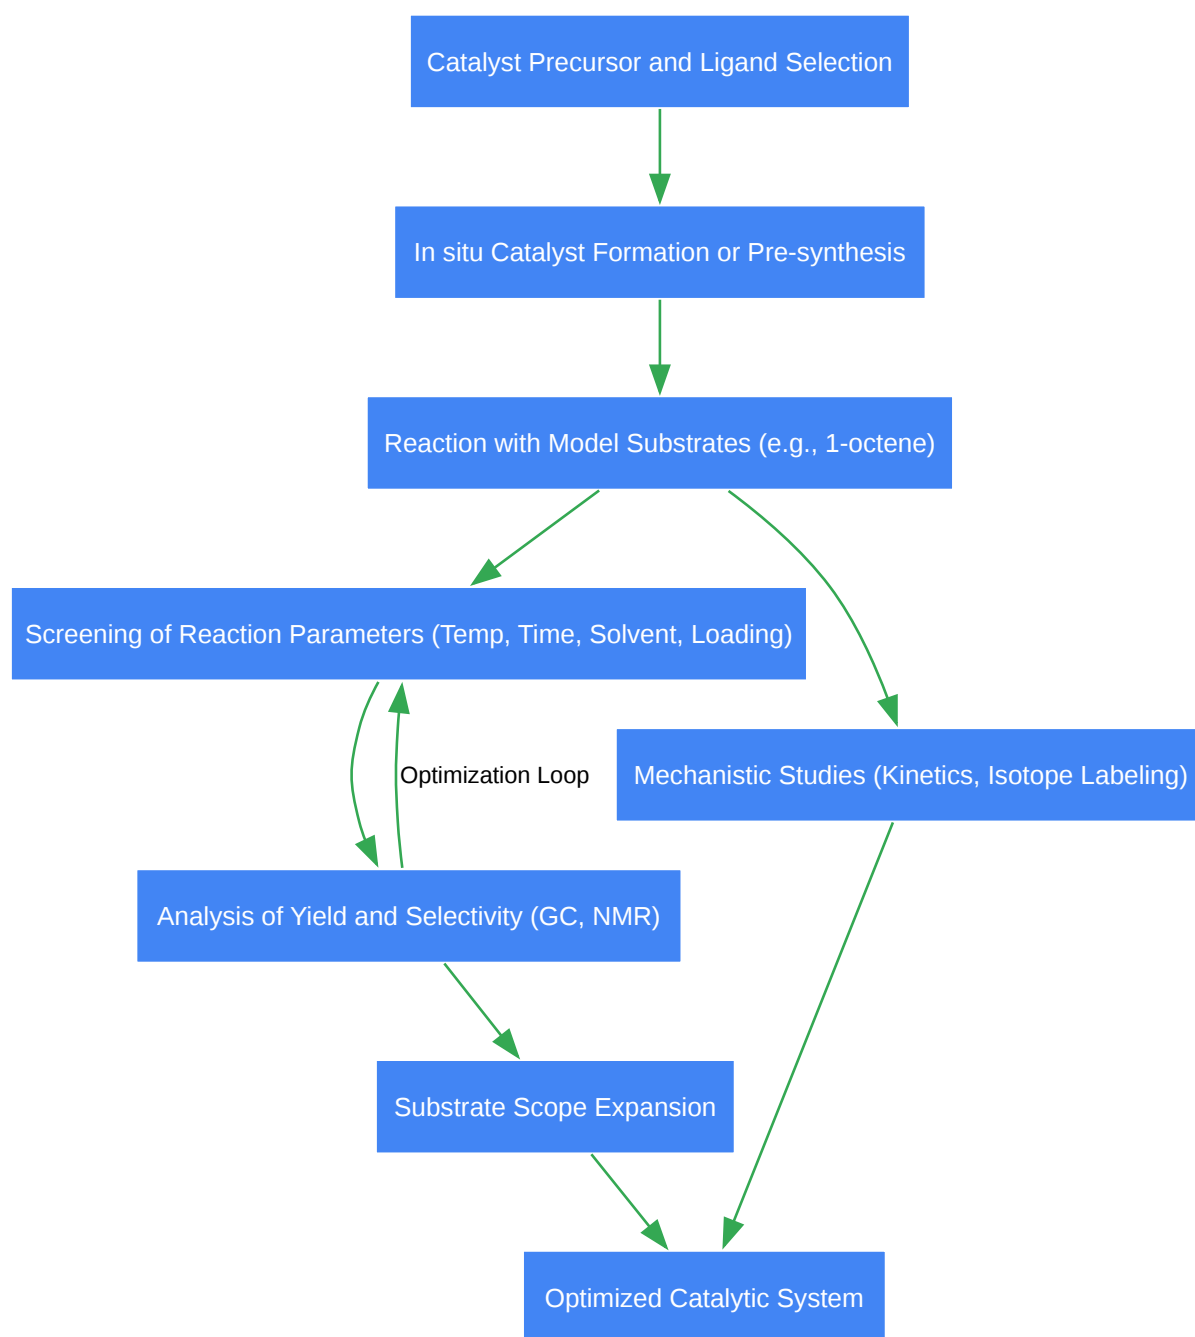 Catalyst Precursor and Ligand Selection
In situ Catalyst Formation or Pre-synthesis
Reaction with Model Substrates (e.g., 1-octene)
Screening of Reaction Parameters (Temp, Time, Solvent, Loading)
Optimization Loop
Mechanistic Studies (Kinetics, Isotope Labeling)
Analysis of Yield and Selectivity (GC, NMR)
Substrate Scope Expansion
Optimized Catalytic System